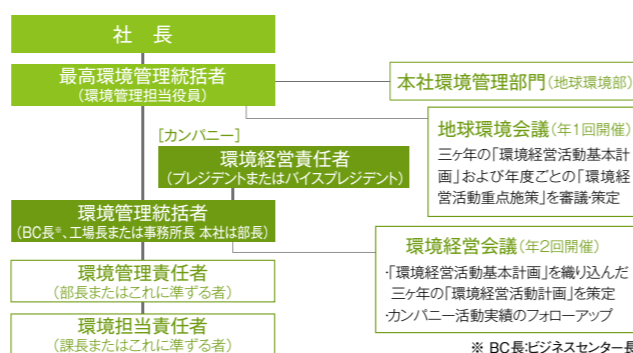 社 長
最高環境管理統括者
(環境管理担当役員)
本社環境管理部門(地球環境部)
地球環境会議(年1回開催)
三ヶ年の「環境経営活動基本計
画」および年度ごとの「環境経
営活動重点施策」を審議・策定
[カンパニー]
環境経営責任者
(プレジデントまたはバイスプレジデント)
環境管理統括者
(BC長※、工場長または事務所長 本社は部長)
環境経営会議(年2回開催)
・「環境経営活動基本計画」を織り込んだ
三ヶ年の「環境経営活動計画」を策定
・カンパニー活動実績のフォローアップ
環境管理責任者
(部長またはこれに準ずる者)
環境担当責任者
(課長またはこれに準ずる者)
※ BC長:ビジネスセンター長